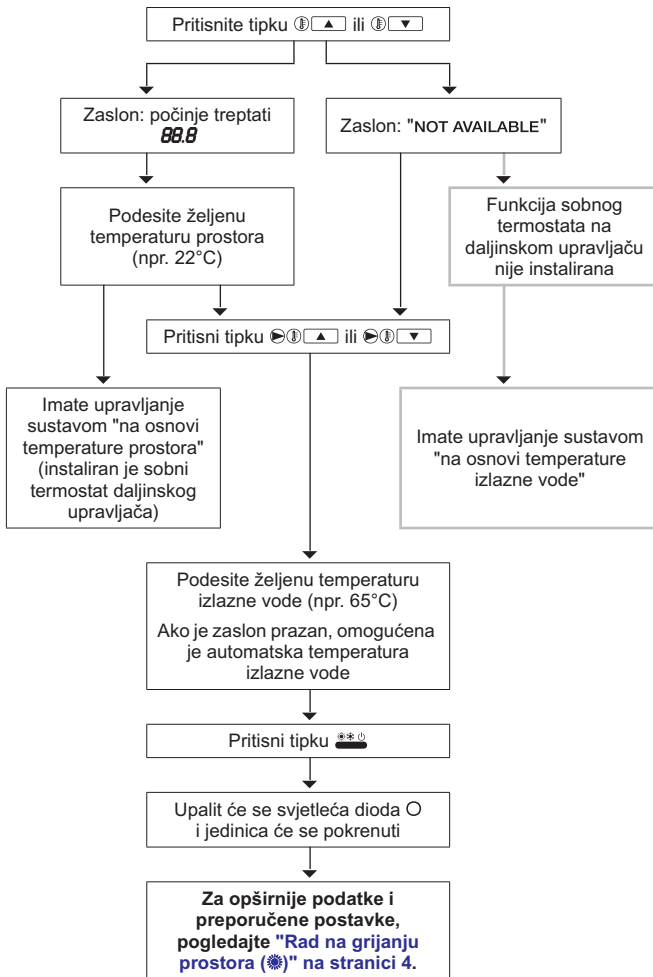 Pritisnite tipku ▲ ili ▼
Zaslon: počinje treptati
88.8
Zaslon: "NOT AVAILABLE"
Podesite željenu
temperaturu prostora
(npr. 22°C)
Funkcija sobnog
termostata na
daljinskom upravljaču
nije instalirana
Pritisni tipku ▲ ili ▼
Imate upravljanje
sustavom "na osnovi
temperature prostora"
(instaliran je sobni
termostat daljinskog
upravljača)
Imate upravljanje sustavom
"na osnovi temperature
izlazne vode"
Podesite željenu temperaturu
izlazne vode (npr. 65°C)
Ako je zaslon prazan, omogućena
je automatska temperatura
izlazne vode
Pritisni tipku
Upalit će se svjetleća dioda
i jedinica će se pokrenuti
Za opširnije podatke i
preporučene postavke,
pogledajte "Rad na grijanju
prostora (☀)" na stranici 4.